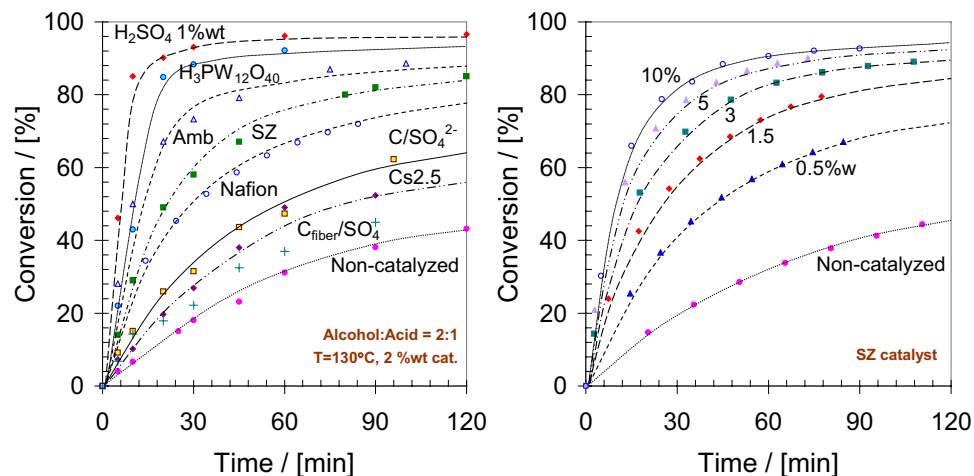 100
80
60
40
20
0
Conversion / [%]
H₂SO₄ 1%wt
H₃PW₁₂O₄₀
Amb
SZ
C/SO₄²⁻
Nafion
Cs2.5
C_fiber/SO₄
Non-catalyzed
Alcohol:Acid = 2:1
T=130°C, 2 %wt cat.
0 30 60 90 120
Time / [min]
100
80
60
40
20
0
Conversion / [%]
10%
5
3
1.5
0.5%w
Non-catalyzed
SZ catalyst
0 30 60 90 120
Time / [min]